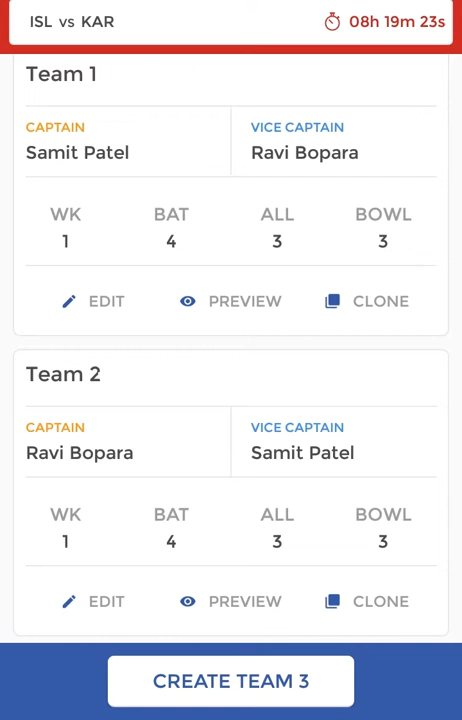 ISL vs KAR 08h 19m 23s
Team 1
CAPTAIN VICE CAPTAIN
Samit Patel Ravi Bopara
WK BAT ALL BOWL
1 4 3 3
EDIT PREVIEW CLONE
Team 2
CAPTAIN VICE CAPTAIN
Ravi Bopara Samit Patel
WK BAT ALL BOWL
1 4 3 3
EDIT PREVIEW CLONE
CREATE TEAM 3